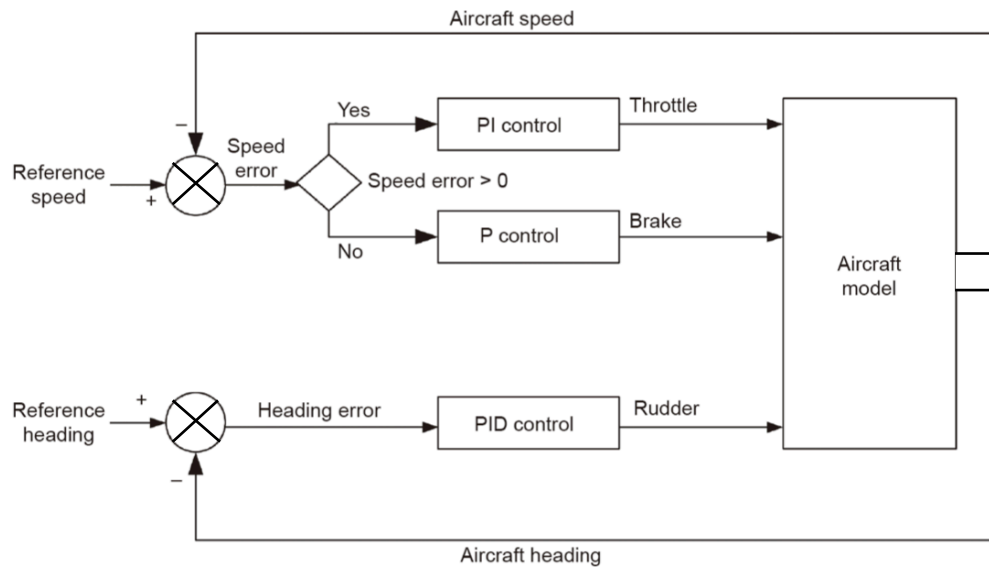 Aircraft speed
Yes
PI control
Throttle
–
Speed
error
Reference
speed
+
Speed error > 0
No
P control
Brake
Aircraft
model
+
Reference
heading
Heading error
PID control
Rudder
–
Aircraft heading